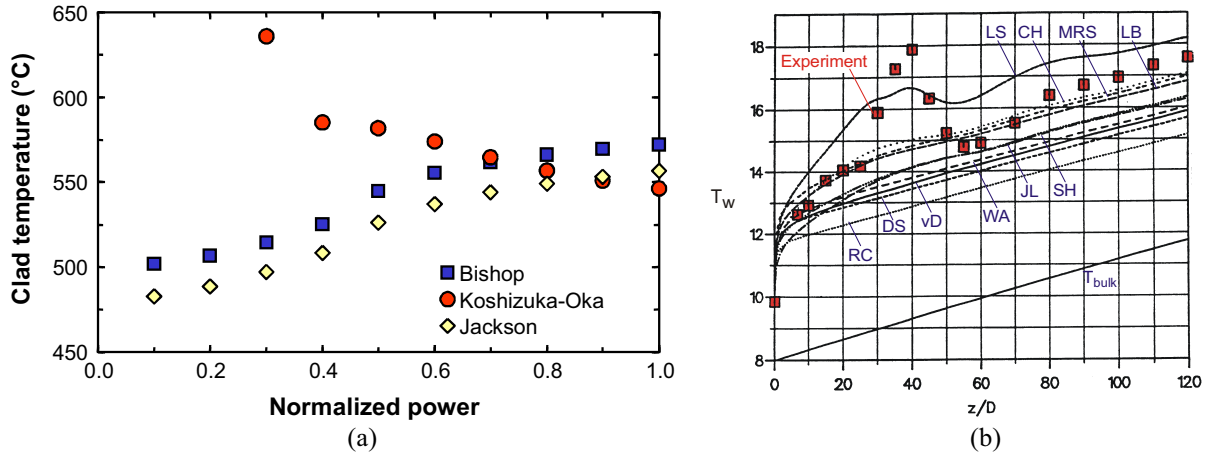 650
600
550
500
450
Clad temperature (°C)
Bishop
Koshizuka-Oka
Jackson
0.0 0.2 0.4 0.6 0.8 1.0
Normalized power
(a)
LS CH MRS LB
Experiment
18
16
14
12
10
8
T_w
RC DS vD WA JL SH
T_bulk
0 20 40 60 80 100 120
z/D
(b)